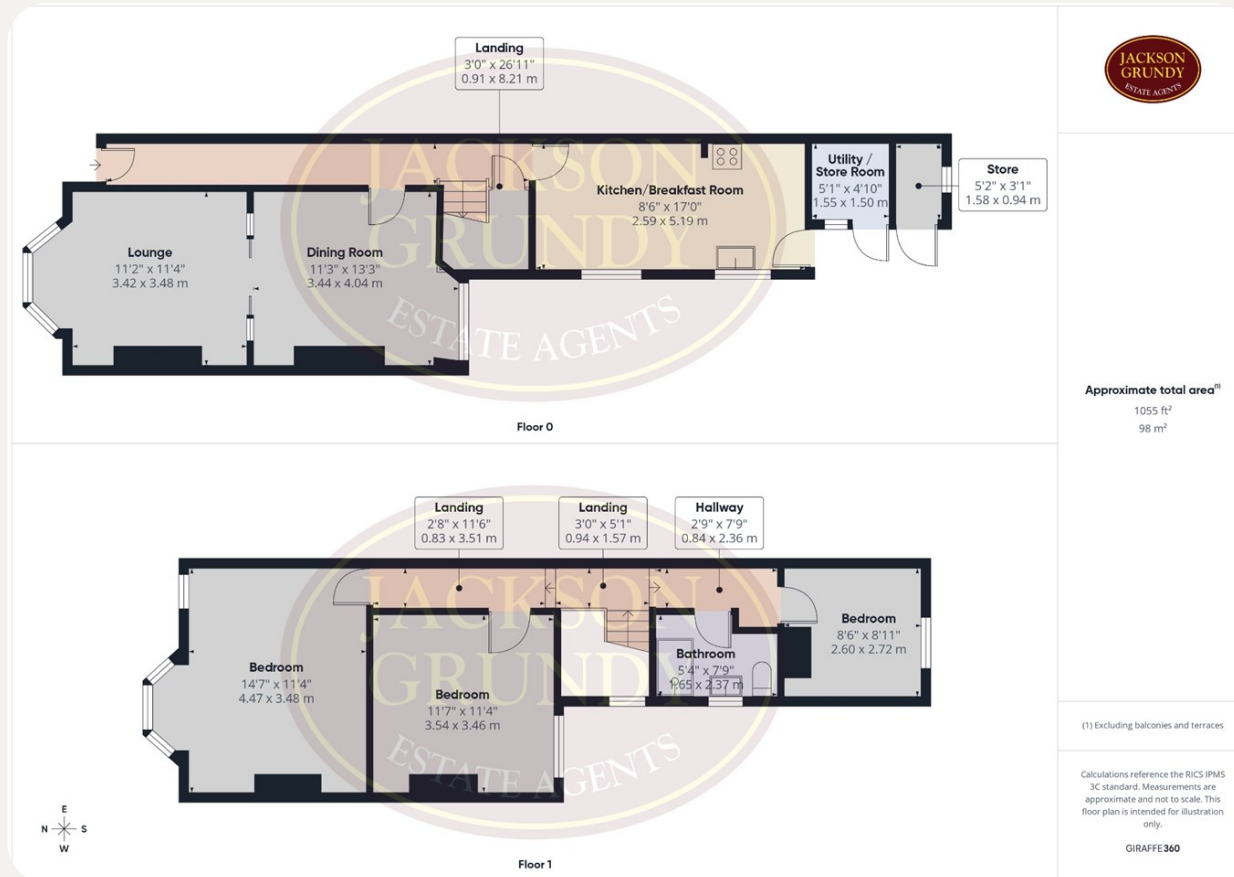 Landing
3'0" x 26'11"
0.91 x 8.21 m
JACKSON
GRUNDY
ESTATE AGENTS
Lounge
11'2" x 11'4"
3.42 x 3.48 m
Dining Room
11'3" x 13'3"
3.44 x 4.04 m
Kitchen/Breakfast Room
8'6" x 17'0"
2.59 x 5.19 m
Utility /
Store Room
5'1" x 4'10"
1.55 x 1.50 m
Store
5'2" x 3'1"
1.58 x 0.94 m
JACKSON
GRUNDY
ESTATE AGENTS
Floor 0
Approximate total area(1)
1055 ft²
98 m²
Landing
2'8" x 11'6"
0.83 x 3.51 m
Landing
3'0" x 5'1"
0.94 x 1.57 m
Hallway
2'9" x 7'9"
0.84 x 2.36 m
Bedroom
14'7" x 11'4"
4.47 x 3.48 m
Bedroom
11'7" x 11'4"
3.54 x 3.46 m
Bathroom
5'4" x 7'9"
1.65 x 2.37 m
Bedroom
8'6" x 8'11"
2.60 x 2.72 m
JACKSON
GRUNDY
ESTATE AGENTS
(1) Excluding balconies and terraces
Calculations reference the RICS IPMS
3C standard. Measurements are
approximate and not to scale. This
floor plan is intended for illustration
only.
GIRAFFE360
E
N S
W
Floor 1